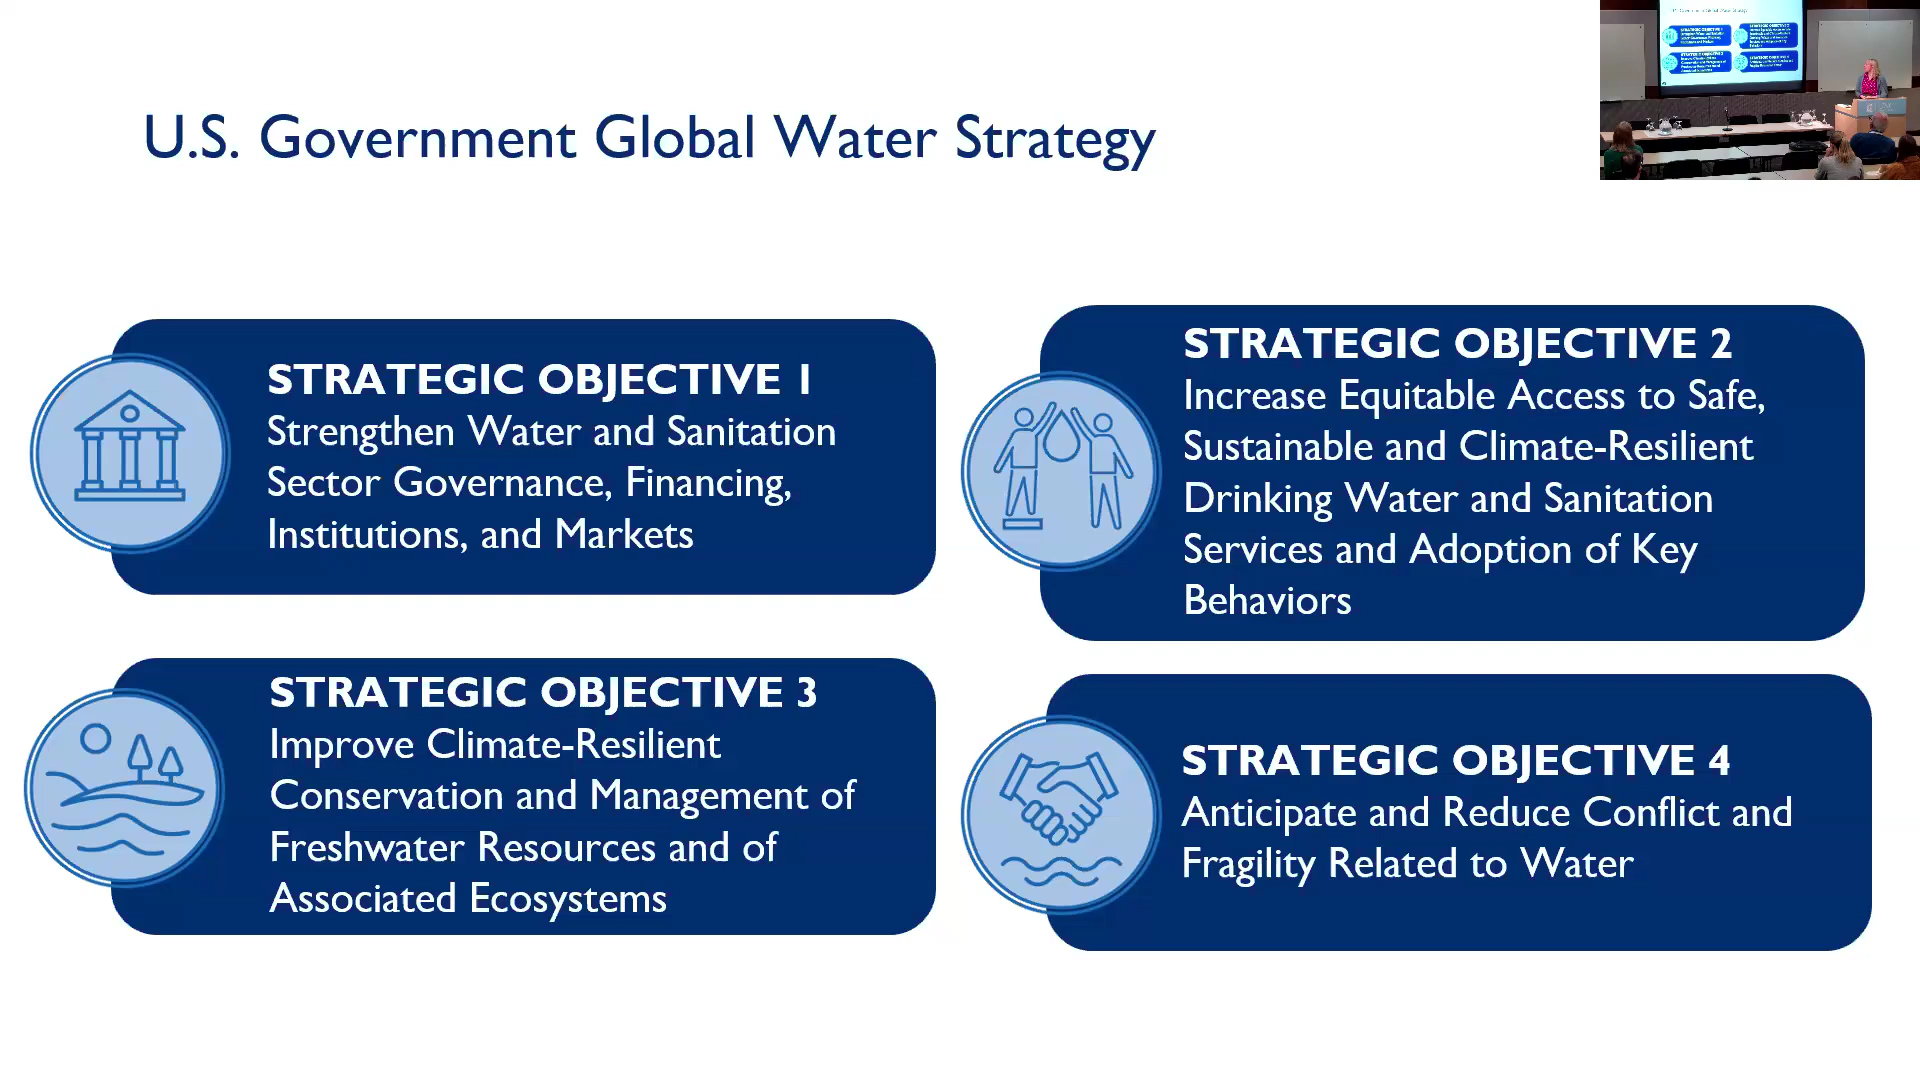 U.S. Government Global Water Strategy
STRATEGIC OBJECTIVE 1
Strengthen Water and Sanitation
Sector Governance, Financing,
Institutions, and Markets
STRATEGIC OBJECTIVE 2
Increase Equitable Access to Safe,
Sustainable and Climate-Resilient
Drinking Water and Sanitation
Services and Adoption of Key
Behaviors
STRATEGIC OBJECTIVE 3
Improve Climate-Resilient
Conservation and Management of
Freshwater Resources and of
Associated Ecosystems
STRATEGIC OBJECTIVE 4
Anticipate and Reduce Conflict and
Fragility Related to Water